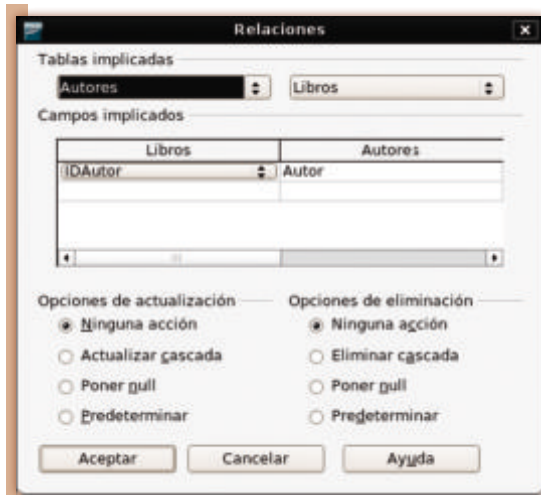 Relaciones
Tablas implicadas
Autores Libros
Campos implicados
Libros Autores
IDAutor Autor
Opciones de actualización Opciones de eliminación
Ninguna acción Ninguna acción
Actualizar cascada Eliminar cascada
Poner null Poner null
Predeterminar Predeterminar
Aceptar Cancelar Ayuda